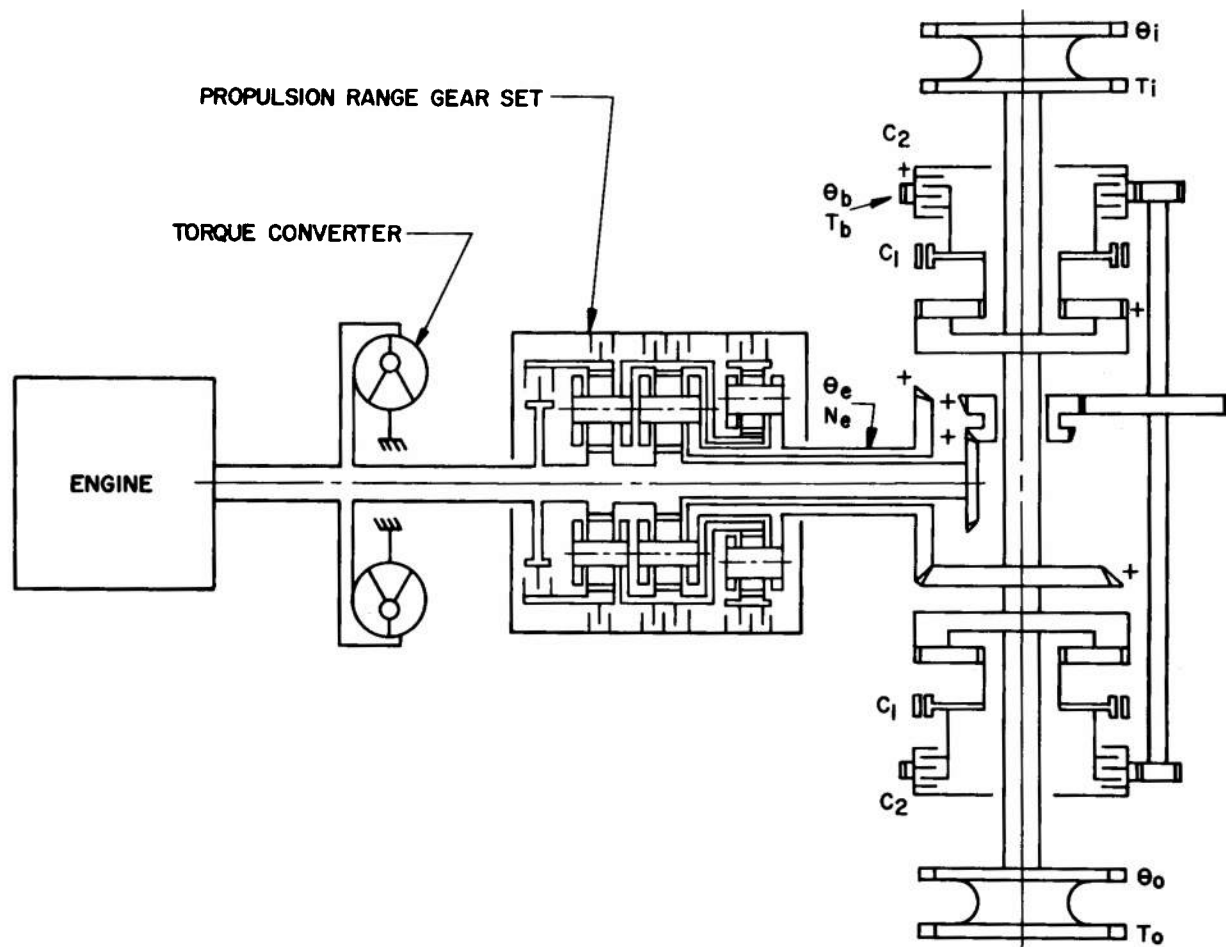 θi
Ti
PROPULSION RANGE GEAR SET
C2
+
θb
Tb
TORQUE CONVERTER
C1
+
+
θe
Ne
+
+
ENGINE
+
C1
C2
θo
To